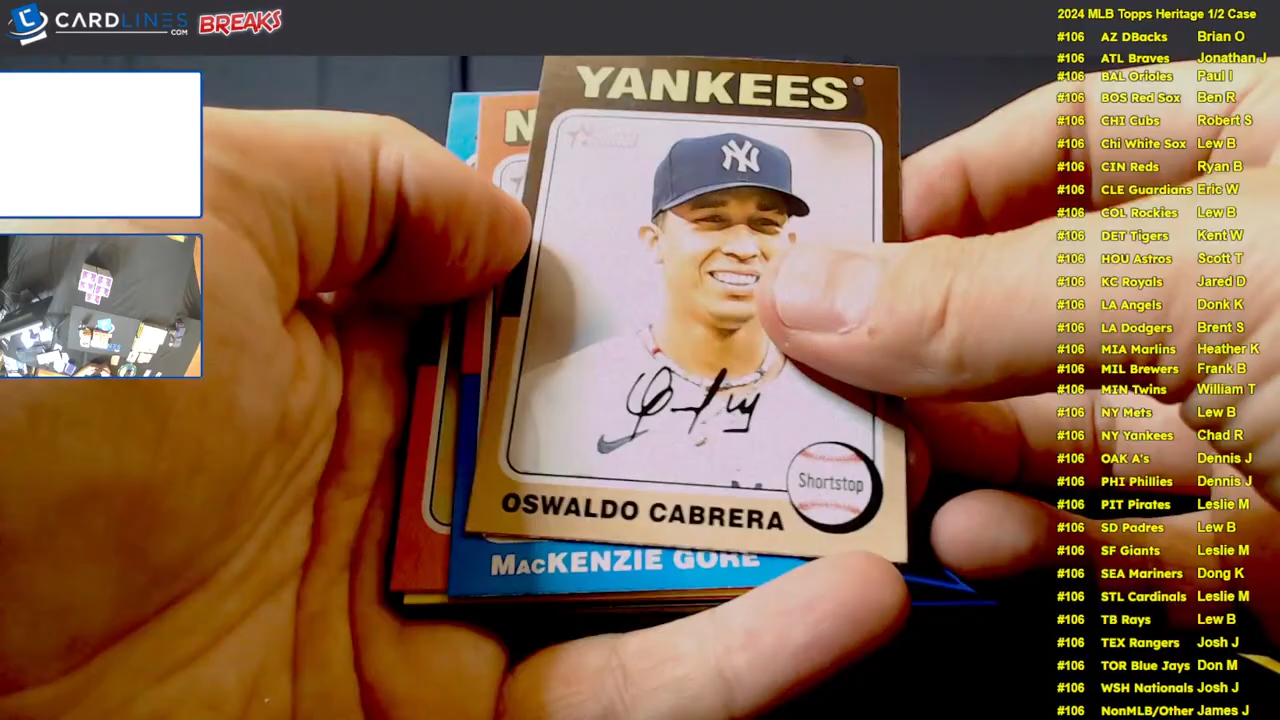 CARDLINES
.COM
BREAKS
YANKEES
N
NY
Shortstop
OSWALDO CABRERA
MACKENZIE GORE
2024 MLB Topps Heritage 1/2 Case
#106 AZ DBacks Brian O
#106 ATL Braves Jonathan J
#106 BAL Orioles Paul I
#106 BOS Red Sox Ben R
#106 CHI Cubs Robert S
#106 Chi White Sox Lew B
#106 CIN Reds Ryan B
#106 CLE Guardians Eric W
#106 COL Rockies Lew B
#106 DET Tigers Kent W
#106 HOU Astros Scott T
#106 KC Royals Jared D
#106 LA Angels Donk K
#106 LA Dodgers Brent S
#106 MIA Marlins Heather K
#106 MIL Brewers Frank B
#106 MIN Twins William T
#106 NY Mets Lew B
#106 NY Yankees Chad R
#106 OAK A's Dennis J
#106 PHI Phillies Dennis J
#106 PIT Pirates Leslie M
#106 SD Padres Lew B
#106 SF Giants Leslie M
#106 SEA Mariners Dong K
#106 STL Cardinals Leslie M
#106 TB Rays Lew B
#106 TEX Rangers Josh J
#106 TOR Blue Jays Don M
#106 WSH Nationals Josh J
#106 NonMLB/Other James J